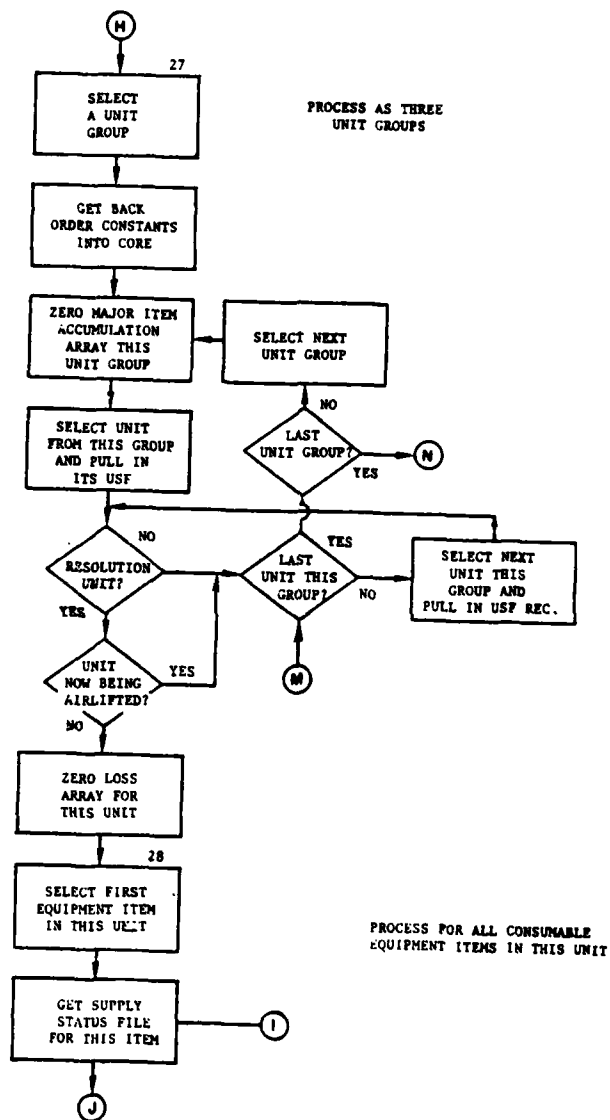 H
27
SELECT
A UNIT
GROUP
PROCESS AS THREE
UNIT GROUPS
GET BACK
ORDER CONSTANTS
INTO CORE
ZERO MAJOR ITEM
ACCUMULATION
ARRAY THIS
UNIT GROUP
SELECT NEXT
UNIT GROUP
NO
SELECT UNIT
FROM THIS GROUP
AND PULL IN
ITS USF
LAST
UNIT GROUP?
YES
N
NO
RESOLUTION
UNIT?
YES
YES
LAST
UNIT THIS
GROUP?
NO
SELECT NEXT
UNIT THIS
GROUP AND
PULL IN USF REC.
UNIT
NOW BEING
AIRLIFTED?
YES
NO
M
ZERO LOSS
ARRAY FOR
THIS UNIT
28
SELECT FIRST
EQUIPMENT ITEM
IN THIS UNIT
PROCESS FOR ALL CONSUMABLE
EQUIPMENT ITEMS IN THIS UNIT
GET SUPPLY
STATUS FILE
FOR THIS ITEM
I
J